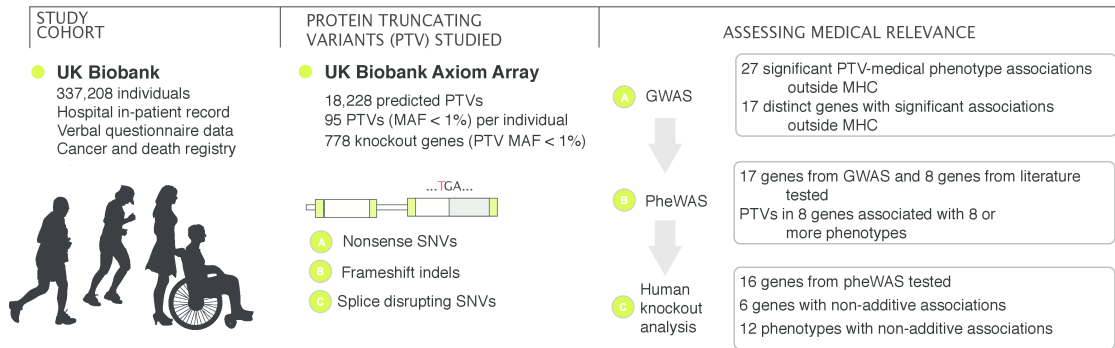 STUDY
COHORT
UK Biobank
337,208 individuals
Hospital in-patient record
Verbal questionnaire data
Cancer and death registry
PROTEIN TRUNCATING
VARIANTS (PTV) STUDIED
UK Biobank Axiom Array
18,228 predicted PTVs
95 PTVs (MAF < 1%) per individual
778 knockout genes (PTV MAF < 1%)
...TGA...
A Nonsense SNVs
B Frameshift indels
C Splice disrupting SNVs
ASSESSING MEDICAL RELEVANCE
A GWAS
27 significant PTV-medical phenotype associations
outside MHC
17 distinct genes with significant associations
outside MHC
B PheWAS
17 genes from GWAS and 8 genes from literature
tested
PTVs in 8 genes associated with 8 or
more phenotypes
C Human
knockout
analysis
16 genes from pheWAS tested
6 genes with non-additive associations
12 phenotypes with non-additive associations